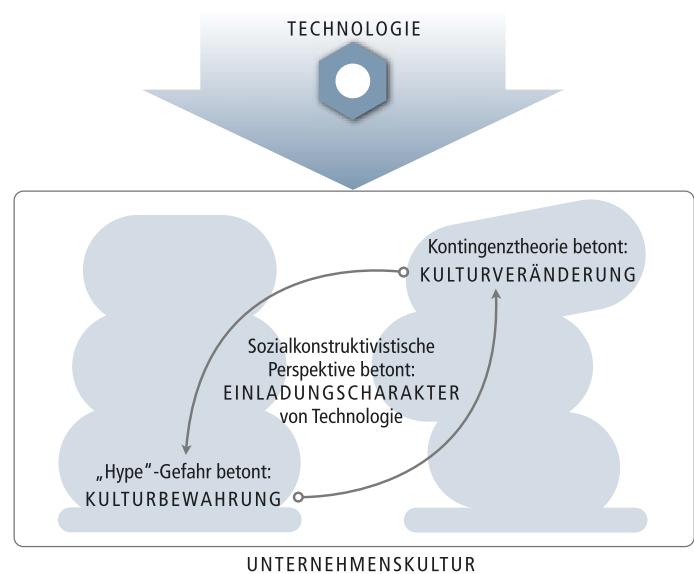 TECHNOLOGIE
Kontingenztheorie betont:
KULTURVERÄNDERUNG
Sozialkonstruktivistische
Perspektive betont:
EINLADUNGSCHARAKTER
von Technologie
„Hype“-Gefahr betont:
KULTURBEWAHRUNG
UNTERNEHMENSKULTUR